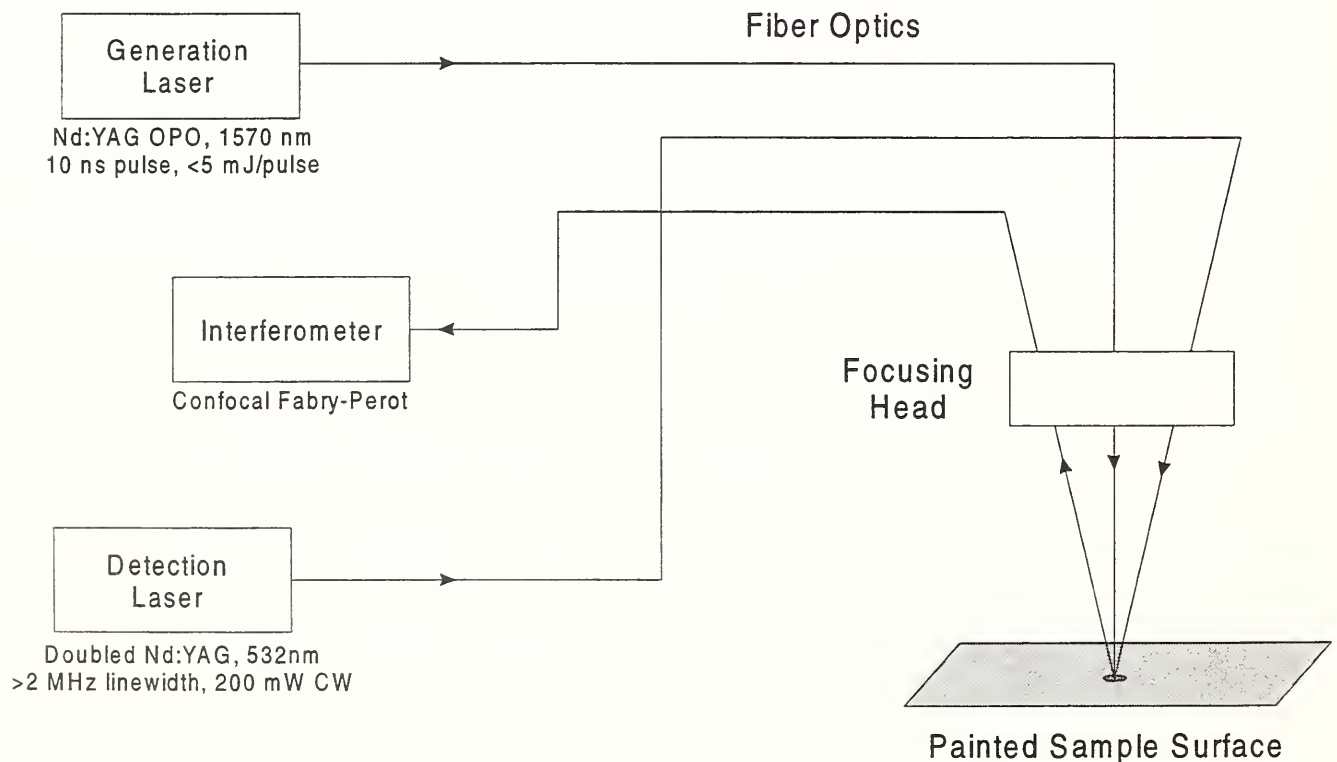 Fiber Optics
Generation
Laser
Nd:YAG OPO, 1570 nm
10 ns pulse, <5 mJ/pulse
Interferometer
Confocal Fabry-Perot
Focusing
Head
Detection
Laser
Doubled Nd:YAG, 532nm
>2 MHz linewidth, 200 mW CW
Painted Sample Surface